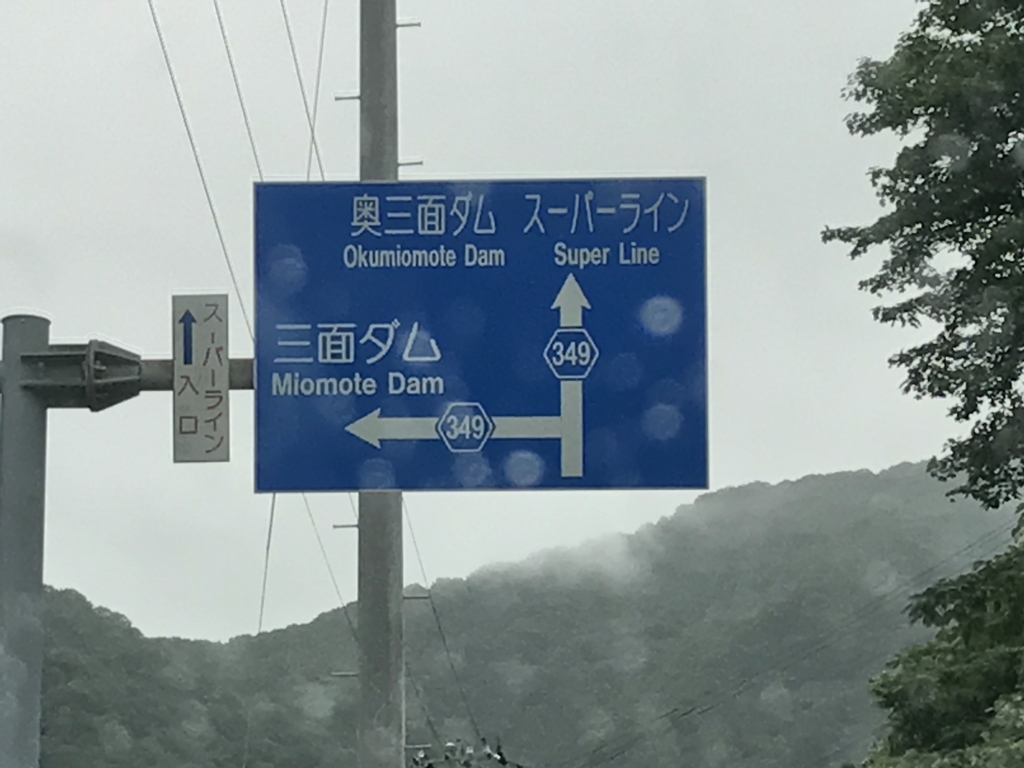 奥三面ダム スーパーライン
Okumiomote Dam Super Line
三面ダム
Miomote Dam
349
349
スーパーライン
入口